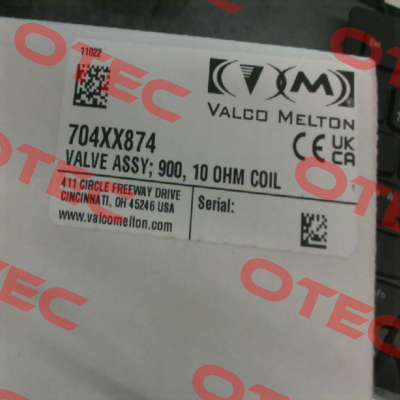 11022
VALCO MELTON
704XX874
VALVE ASSY; 900, 10 OHM COIL
CE UK CA
411 CIRCLE FREEWAY DRIVE
CINCINNATI, OH 45246 USA
www.valcomelton.com
Serial:
OTEC
OTEC
OTEC
OTEC
OTEC